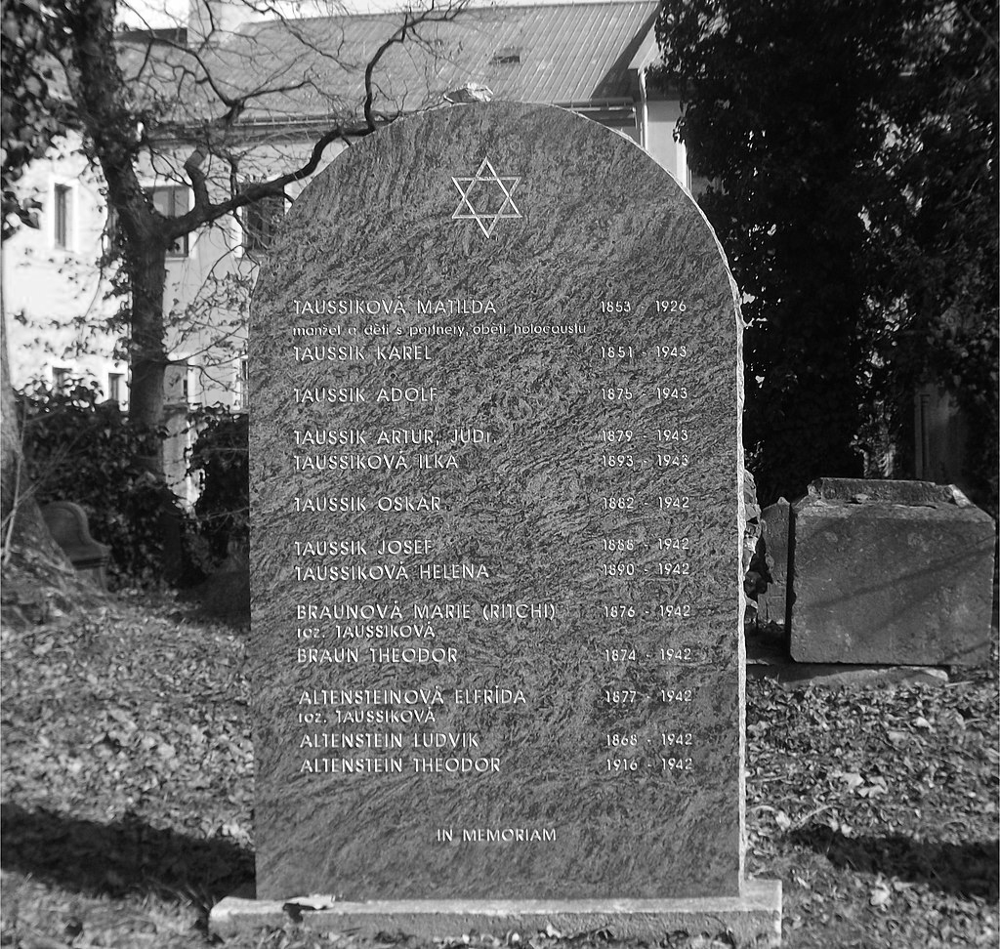 TAUSSIKOVÁ MATILDA 1853 - 1926
manžel a děti s partnery, oběti holocaustu
TAUSSIK KAREL 1851 - 1943
TAUSSIK ADOLF 1875 - 1943
TAUSSIK ARTUR, JUDr. 1879 - 1943
TAUSSIKOVÁ ILKA 1893 - 1943
TAUSSIK OSKAR 1882 - 1942
TAUSSIK JOSEF 1888 - 1942
TAUSSIKOVÁ HELENA 1890 - 1942
BRAUNOVÁ MARIE (RITCHI) 1876 - 1942
roz. TAUSSIKOVÁ
BRAUN THEODOR 1874 - 1942
ALTENSTEINOVÁ ELFRÍDA 1877 - 1942
roz. TAUSSIKOVÁ
ALTENSTEIN LUDVIK 1868 - 1942
ALTENSTEIN THEODOR 1916 - 1942
IN MEMORIAM